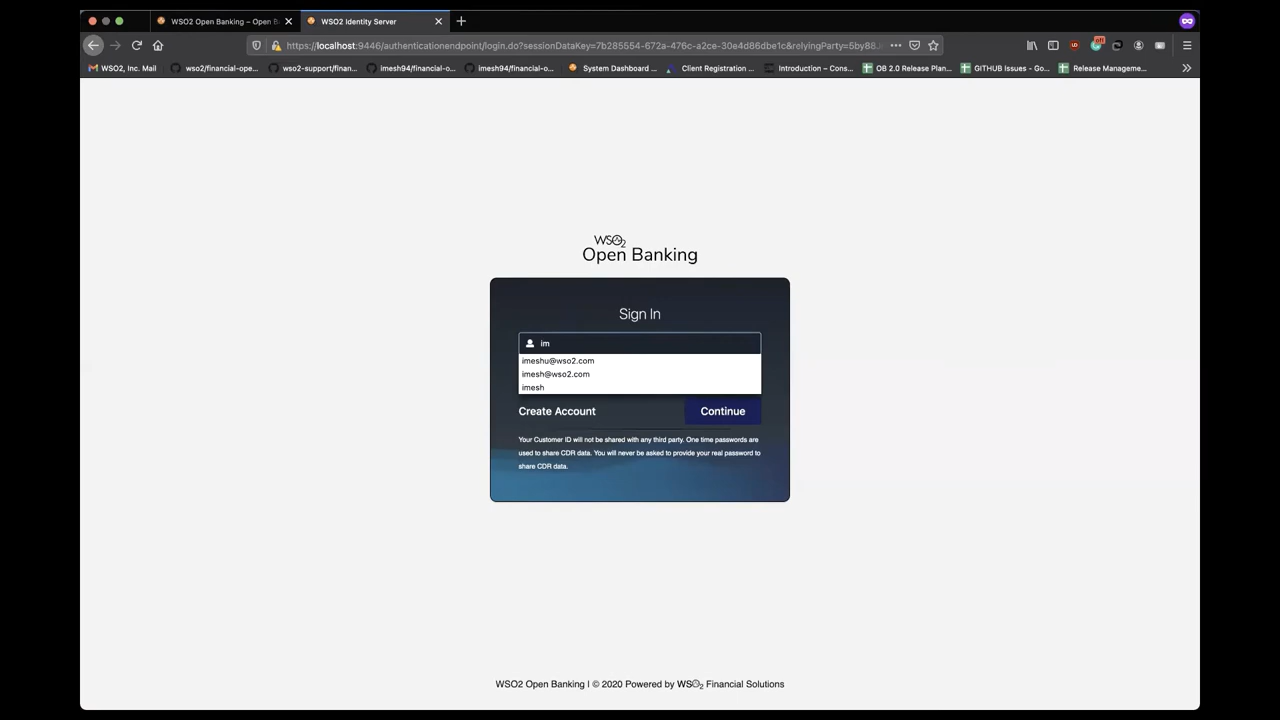 WSO2 Open Banking – Open B
WSO2 Identity Server
https://localhost:9446/authenticationendpoint/login.do?sessionDataKey=7b285554-672a-476c-a2ce-30e4d86dbe1c&relyingParty=5by88
WSO2, Inc. Mail
wso2/financial-ope...
wso2-support/finan...
imesh94/financial-o...
imesh94/financial-o...
System Dashboard ...
Client Registration ...
Introduction – Cons...
OB 2.0 Release Plan...
GITHUB Issues - Go...
Release Manageme...
WSO2
Open Banking
Sign In
im
imeshu@wso2.com
imesh@wso2.com
imesh
Create Account
Continue
Your Customer ID will not be shared with any third party. One time passwords are
used to share CDR data. You will never be asked to provide your real password to
share CDR data.
WSO2 Open Banking | © 2020 Powered by WSO2 Financial Solutions